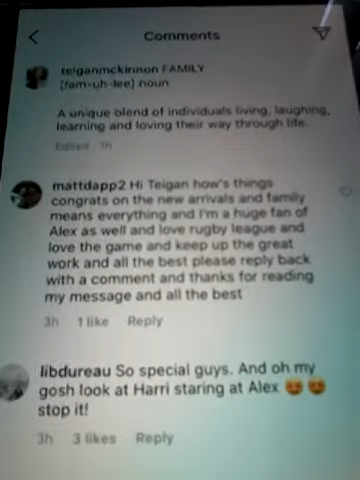 Comments
teiganmckinnon FAMILY
[fam-uh-lee] noun
A unique blend of individuals living, laughing,
learning and loving their way through life.
Edited · 1h
mattdapp2 Hi Teigan how's things
congrats on the new arrivals and family
means everything and I'm a huge fan of
Alex as well and love rugby league and
love the game and keep up the great
work and all the best please reply back
with a comment and thanks for reading
my message and all the best
3h 1 like Reply
libdureau So special guys. And oh my
gosh look at Harri staring at Alex 😍😍
stop it!
3h 3 likes Reply